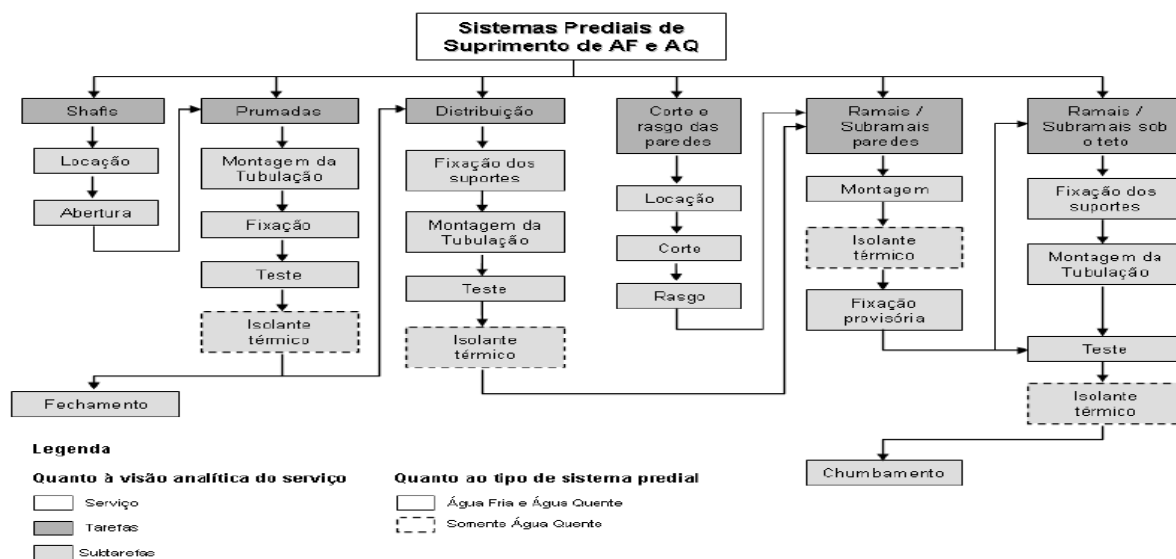 Sistemas Prediais de
Suprimento de AF e AQ
Shafts
Locação
Abertura
Fechamento
Prumadas
Montagem da
Tubulação
Fixação
Teste
Isolante
térmico
Distribuição
Fixação dos
suportes
Montagem da
Tubulação
Teste
Isolante
térmico
Corte e
rasgo das
paredes
Locação
Corte
Rasgo
Ramais /
Subramais
paredes
Montagem
Isolante
térmico
Fixação
provisória
Ramais /
Subramais sob
o teto
Fixação dos
suportes
Montagem da
Tubulação
Teste
Isolante
térmico
Chumbamento
Legenda
Quanto à visão analítica do serviço
Serviço
Tarefas
Subtarefas
Quanto ao tipo de sistema predial
Água Fria e Água Quente
Somente Água Quente